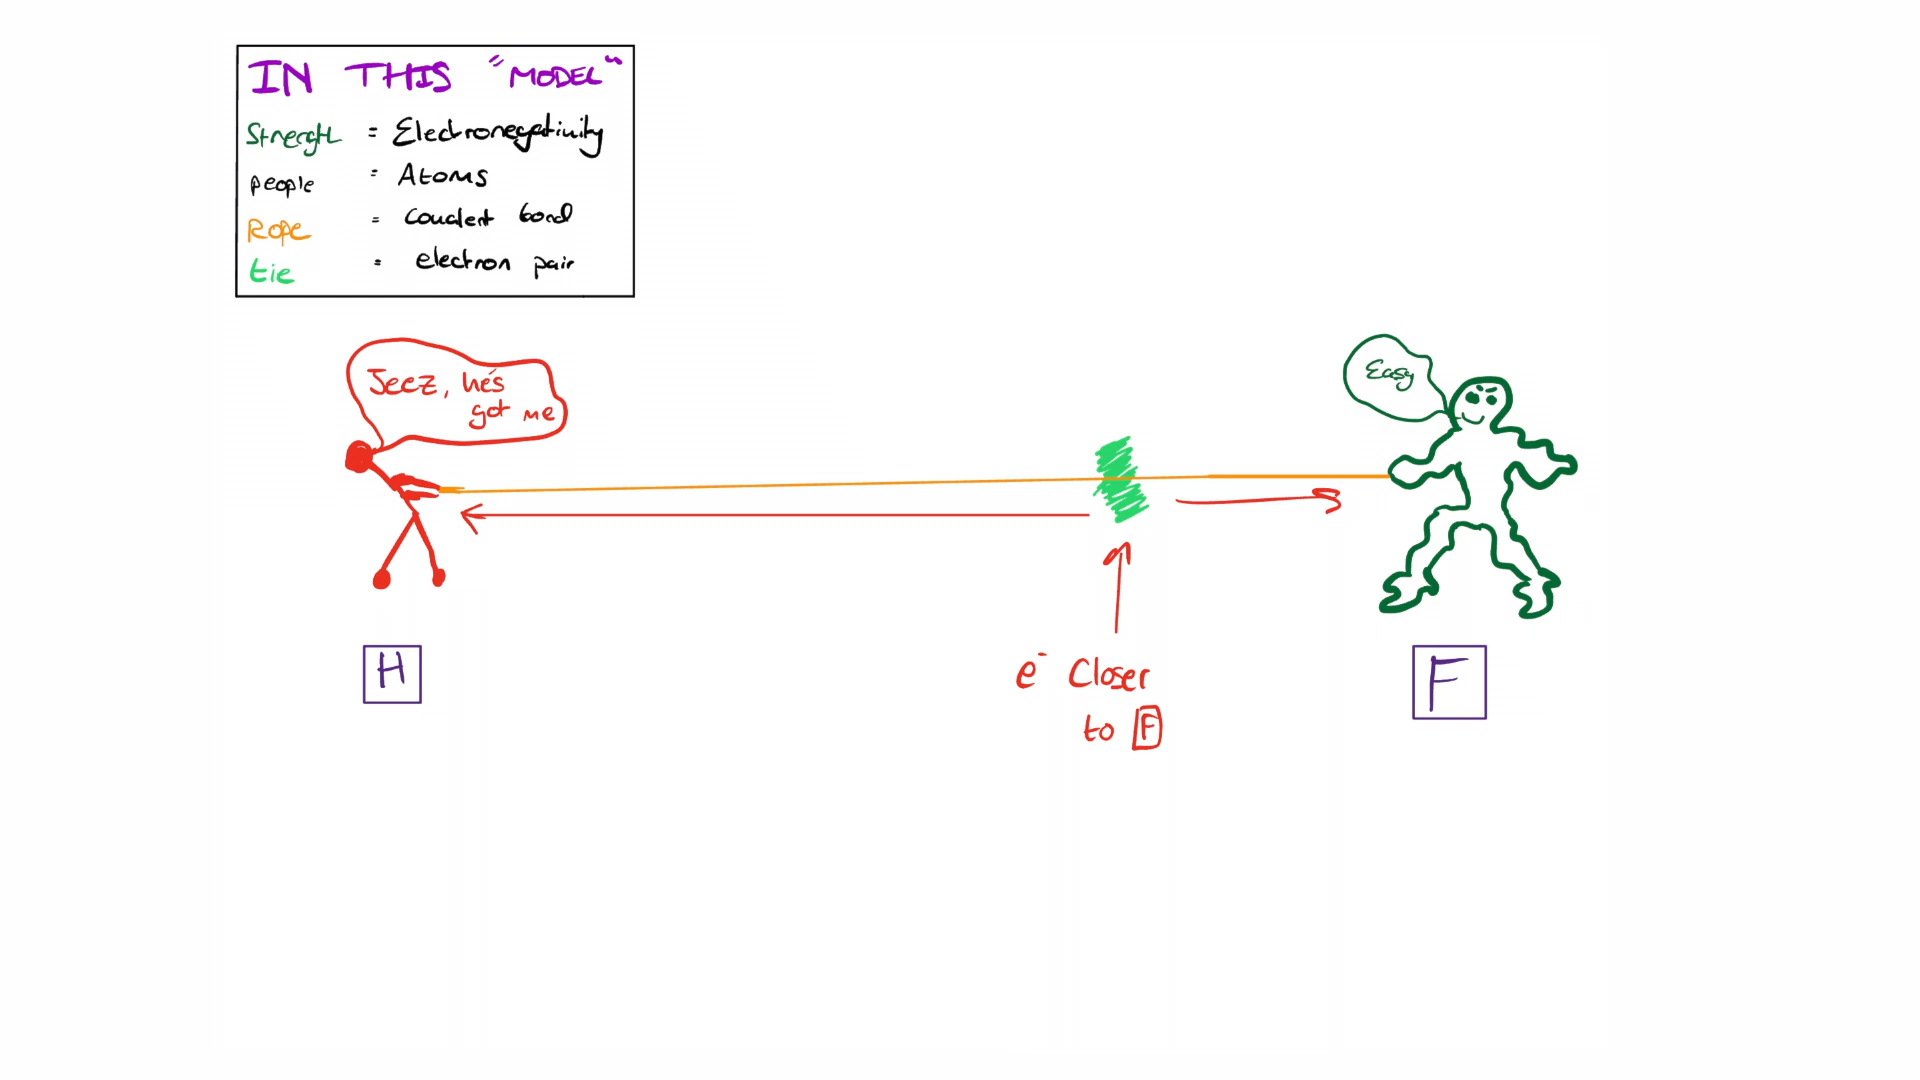 IN THIS "MODEL"
Strength = Electronegativity
people = Atoms
Rope = Covalent bond
tie = electron pair
Jeez, he's
got me
Easy
H
F
e⁻ Closer
to F